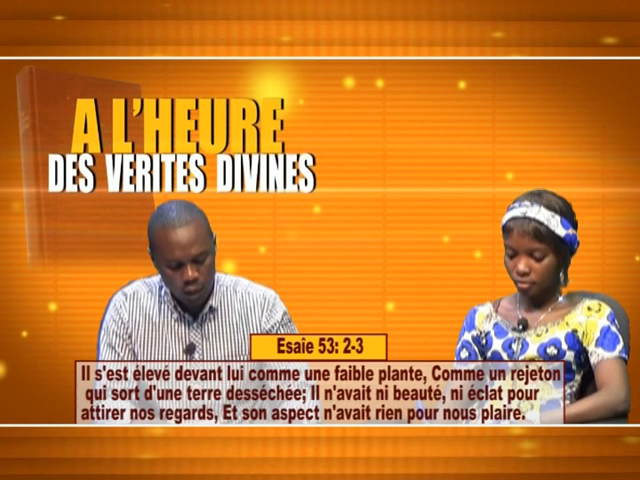 A L'HEURE
DES VERITES DIVINES
Esaîe 53: 2-3
Il s'est élevé devant lui comme une faible plante, Comme un rejeton
qui sort d'une terre desséchée; Il n'avait ni beauté, ni éclat pour
attirer nos regards, Et son aspect n'avait rien pour nous plaire.